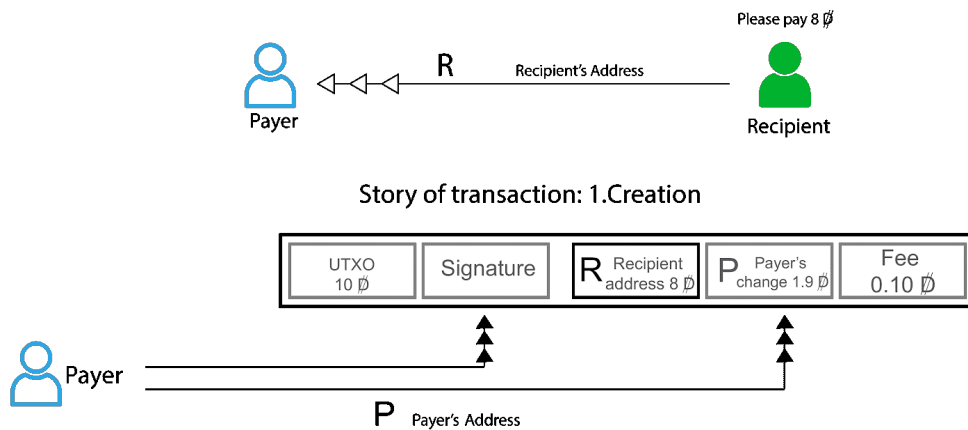 Please pay 8 ₫
R Recipient's Address
Payer
Recipient
Story of transaction: 1.Creation
UTXO
10 ₫
Signature
R Recipient
address 8 ₫
P Payer's
change 1.9 ₫
Fee
0.10 ₫
Payer
P Payer's Address